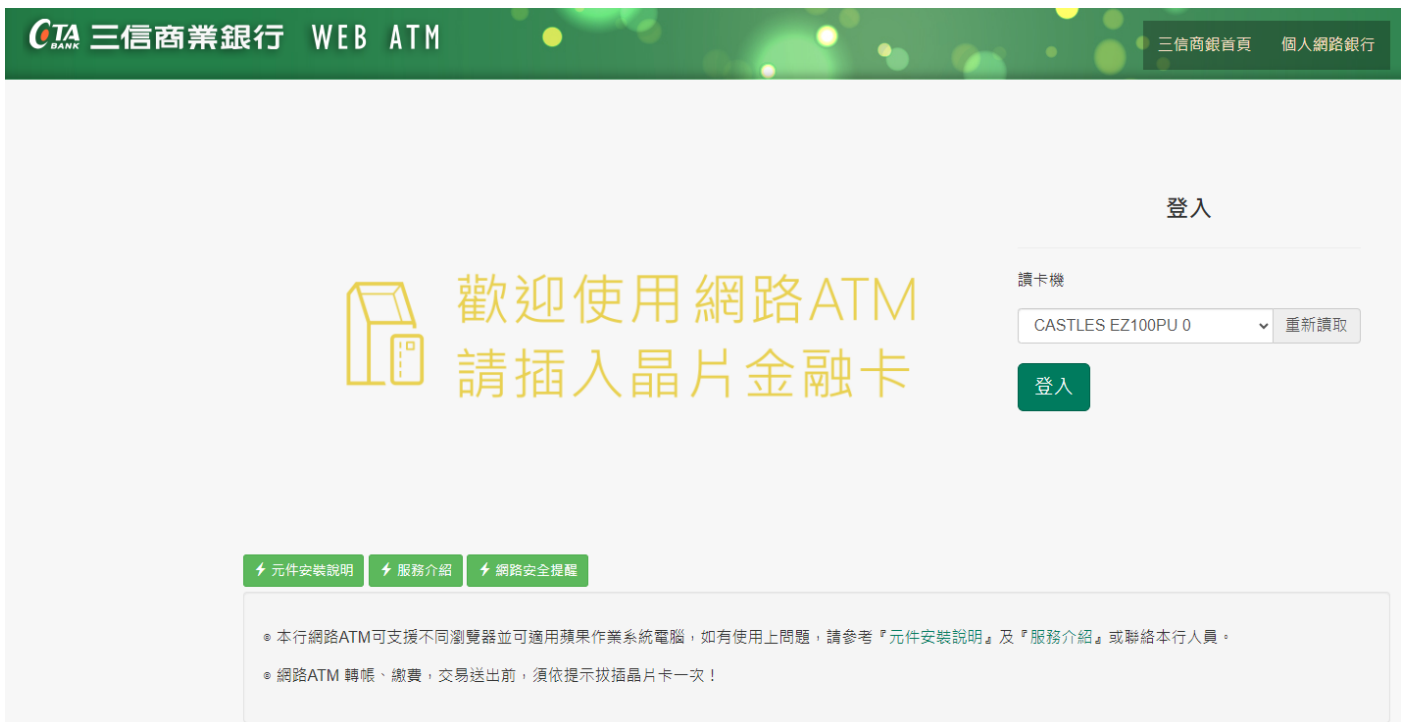 COTA BANK 三信商業銀行 WEB ATM
三信商銀首頁 個人網路銀行
登入
歡迎使用網路ATM
請插入晶片金融卡
讀卡機
CASTLES EZ100PU 0 重新讀取
登入
元件安裝說明 服務介紹 網路安全提醒
本行網路ATM可支援不同瀏覽器並可適用蘋果作業系統電腦，如有使用上問題，請參考『元件安裝說明』及『服務介紹』或聯絡本行人員。
網路ATM 轉帳、繳費，交易送出前，須依提示拔插晶片卡一次！